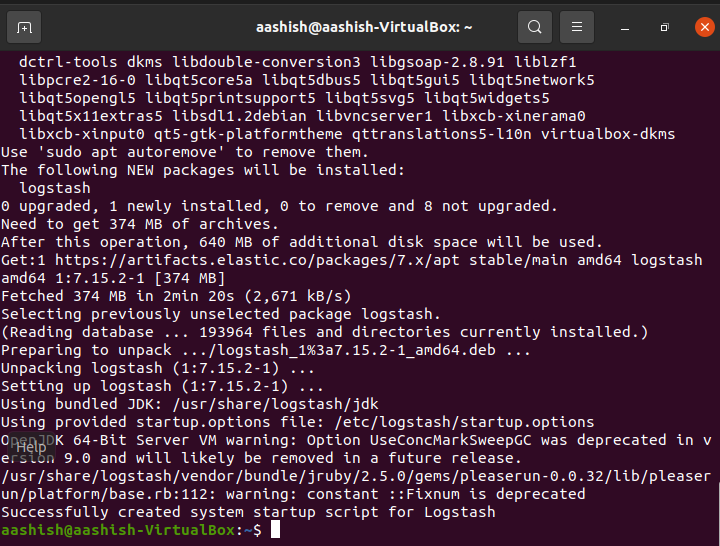 aashish@aashish-VirtualBox: ~
dctrl-tools dkms libdouble-conversion3 libgsoap-2.8.91 liblzf1
libpcre2-16-0 libqt5core5a libqt5dbus5 libqt5gui5 libqt5network5
libqt5opengl5 libqt5printsupport5 libqt5svg5 libqt5widgets5
libqt5x11extras5 libsdl1.2debian libvncserver1 libxcb-xinerama0
libxcb-xinput0 qt5-gtk-platformtheme qttranslations5-l10n virtualbox-dkms
Use 'sudo apt autoremove' to remove them.
The following NEW packages will be installed:
logstash
0 upgraded, 1 newly installed, 0 to remove and 8 not upgraded.
Need to get 374 MB of archives.
After this operation, 640 MB of additional disk space will be used.
Get:1 https://artifacts.elastic.co/packages/7.x/apt stable/main amd64 logstash
amd64 1:7.15.2-1 [374 MB]
Fetched 374 MB in 2min 20s (2,671 kB/s)
Selecting previously unselected package logstash.
(Reading database ... 193964 files and directories currently installed.)
Preparing to unpack .../logstash_1%3a7.15.2-1_amd64.deb ...
Unpacking logstash (1:7.15.2-1) ...
Setting up logstash (1:7.15.2-1) ...
Using bundled JDK: /usr/share/logstash/jdk
Using provided startup.options file: /etc/logstash/startup.options
OpenJDK 64-Bit Server VM warning: Option UseConcMarkSweepGC was deprecated in v
ersion 9.0 and will likely be removed in a future release.
Help
/usr/share/logstash/vendor/bundle/jruby/2.5.0/gems/pleaserun-0.0.32/lib/pleaser
un/platform/base.rb:112: warning: constant ::Fixnum is deprecated
Successfully created system startup script for Logstash
aashish@aashish-VirtualBox:~$